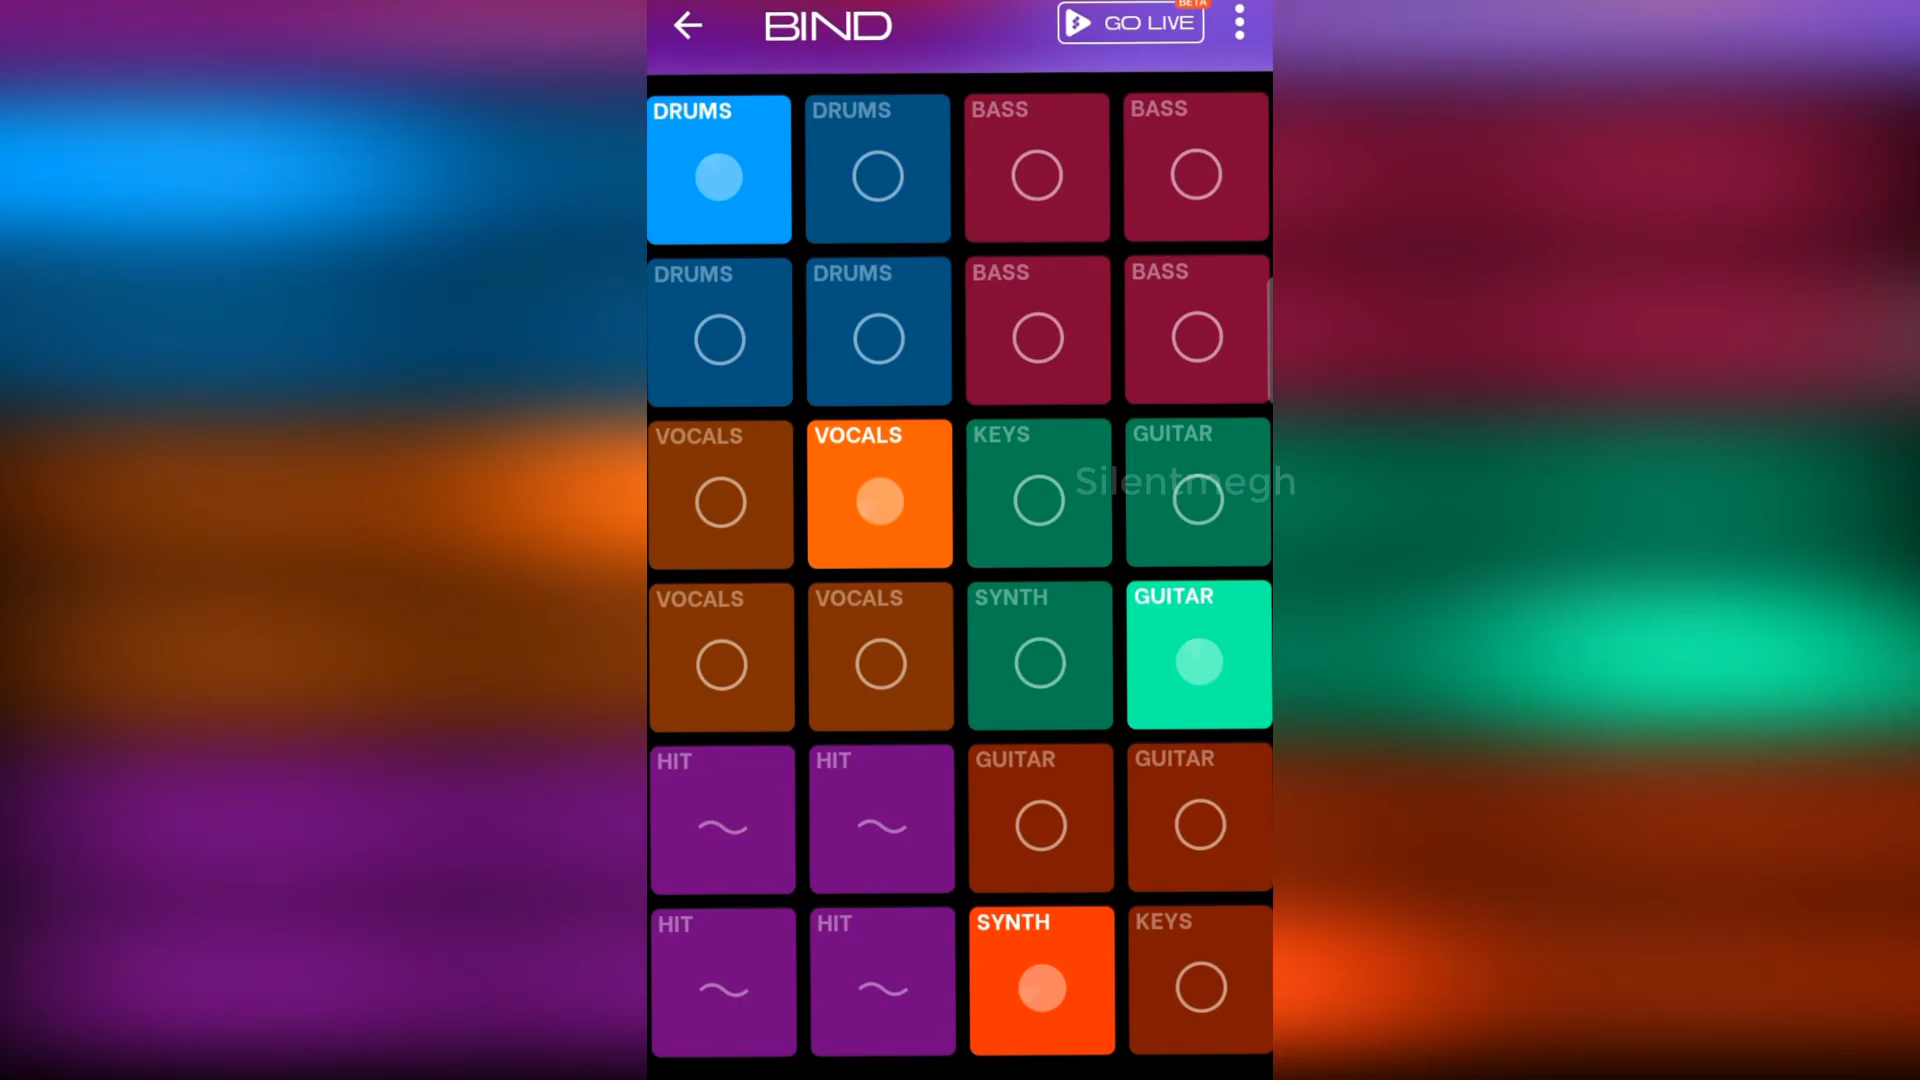 BIND
BETA
GO LIVE
DRUMS DRUMS BASS BASS
DRUMS DRUMS BASS BASS
VOCALS VOCALS KEYS GUITAR
Silentmegh
VOCALS VOCALS SYNTH GUITAR
HIT HIT GUITAR GUITAR
HIT HIT SYNTH KEYS